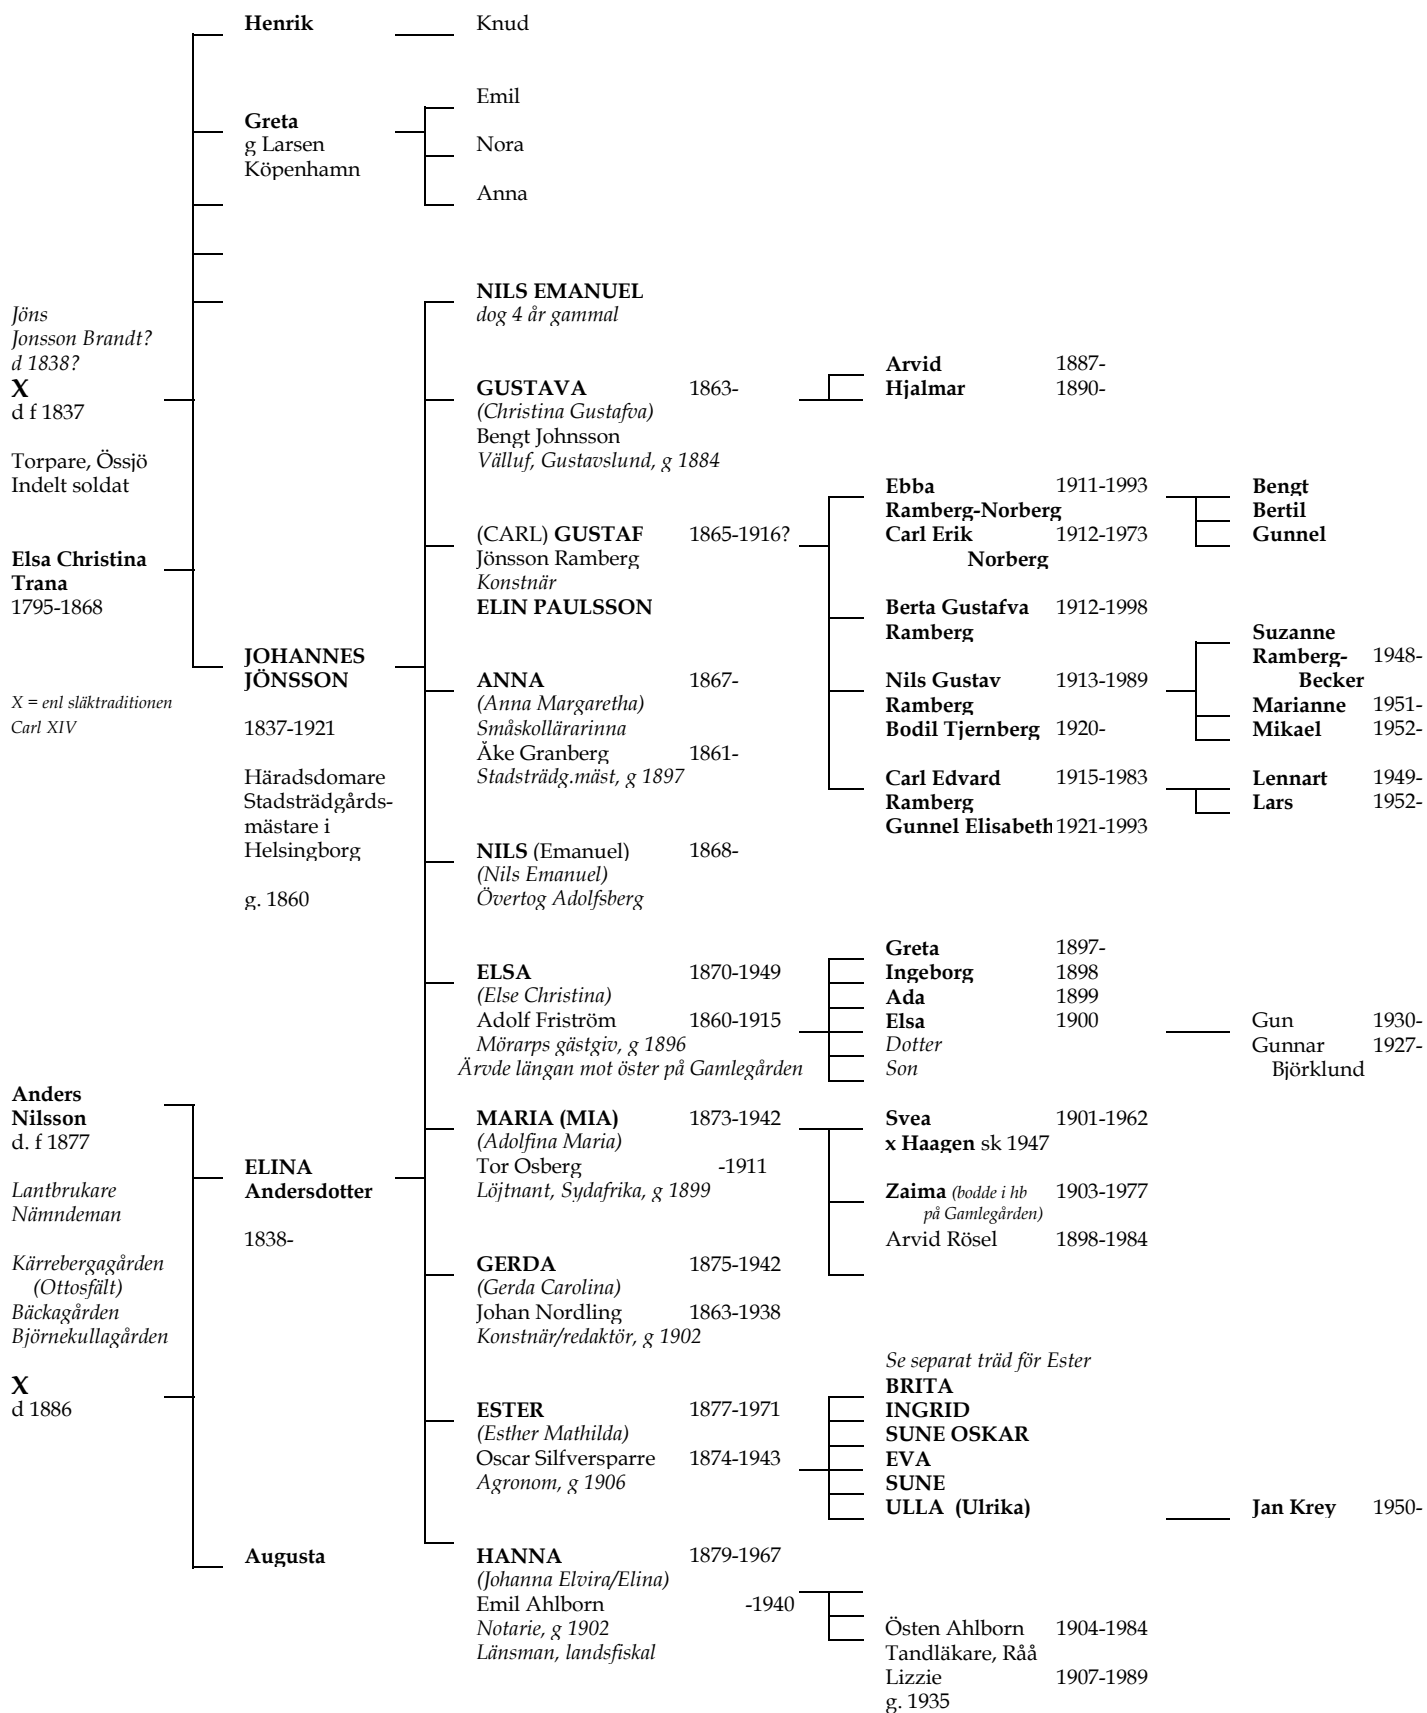 Henrik
Knud
Emil
Greta
g Larsen
Köpenhamn
Nora
Anna
Jöns
Jonsson Brandt?
d 1838?
X
d f 1837
Torpare, Össjö
Indelt soldat
Elsa Christina
Trana
1795-1868
X = enl släktraditionen
Carl XIV
JOHANNES
JÖNSSON
1837-1921
Häradsdomare
Stadsträdgårds-
mästare i
Helsingborg
g. 1860
Anders
Nilsson
d. f 1877
Lantbrukare
Nämndeman
Kärrebergagården
(Ottosfält)
Bäckagården
Björnekullagården
X
d 1886
ELINA
Andersdotter
1838-
Augusta
NILS EMANUEL
dog 4 år gammal
GUSTAVA 1863-
(Christina Gustafva)
Bengt Johnsson
Välluf, Gustavslund, g 1884
Arvid 1887-
Hjalmar 1890-
(CARL) GUSTAF 1865-1916?
Jönsson Ramberg
Konstnär
ELIN PAULSSON
Ebba 1911-1993
Ramberg-Norberg
Carl Erik 1912-1973
Norberg
Bengt
Bertil
Gunnel
Berta Gustafva 1912-1998
Ramberg
Nils Gustav 1913-1989
Ramberg
Bodil Tjernberg 1920-
Suzanne
Ramberg- 1948-
Becker
Marianne 1951-
Mikael 1952-
Carl Edvard 1915-1983
Ramberg
Gunnel Elisabeth 1921-1993
Lennart 1949-
Lars 1952-
ANNA 1867-
(Anna Margaretha)
Småskollärarinna
Åke Granberg 1861-
Stadsträdg.mäst, g 1897
NILS (Emanuel) 1868-
(Nils Emanuel)
Övertog Adolfsberg
ELSA 1870-1949
(Else Christina)
Adolf Friström 1860-1915
Mörarps gästgiv, g 1896
Ärvde längan mot öster på Gamlegården
Greta 1897-
Ingeborg 1898
Ada 1899
Elsa 1900
Dotter
Son
Gun 1930-
Gunnar 1927-
Björklund
MARIA (MIA) 1873-1942
(Adolfina Maria)
Tor Osberg -1911
Löjtnant, Sydafrika, g 1899
Svea 1901-1962
x Haagen sk 1947
Zaima (bodde i hb 1903-1977
på Gamlegården)
Arvid Rösel 1898-1984
GERDA 1875-1942
(Gerda Carolina)
Johan Nordling 1863-1938
Konstnär/redaktör, g 1902
ESTER 1877-1971
(Esther Mathilda)
Oscar Silfversparre 1874-1943
Agronom, g 1906
Se separat träd för Ester
BRITA
INGRID
SUNE OSKAR
EVA
SUNE
ULLA (Ulrika)
Jan Krey 1950-
HANNA 1879-1967
(Johanna Elvira/Elina)
Emil Ahlborn -1940
Notarie, g 1902
Länsman, landsfiskal
Östen Ahlborn 1904-1984
Tandläkare, Råå
Lizzie 1907-1989
g. 1935